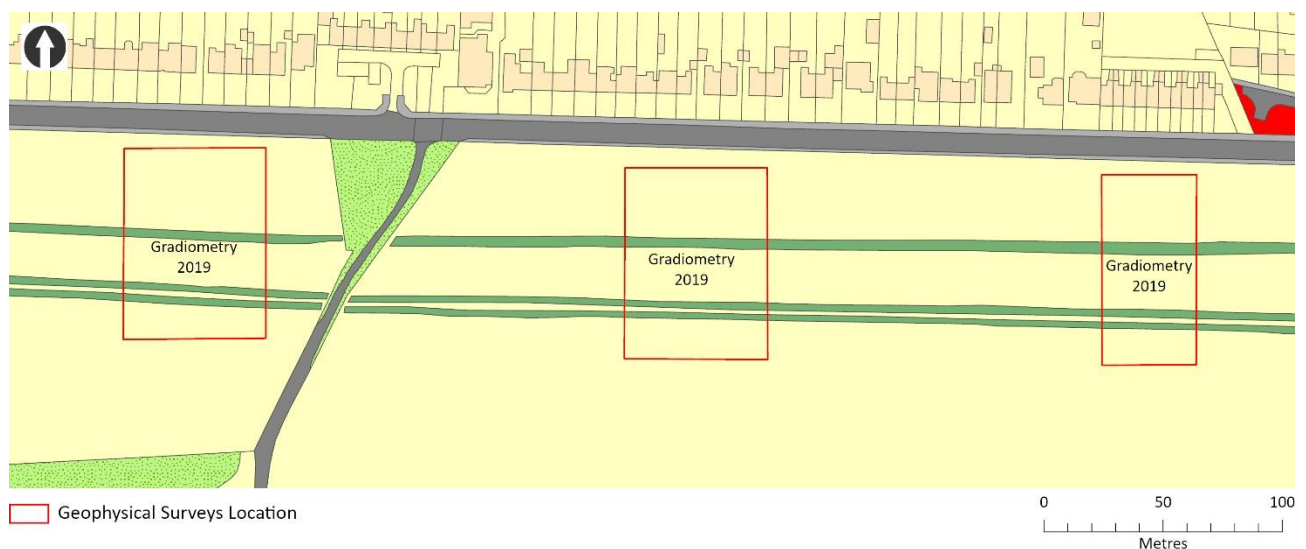 Gradiometry
2019
Gradiometry
2019
Gradiometry
2019
Geophysical Surveys Location
0 50 100
Metres